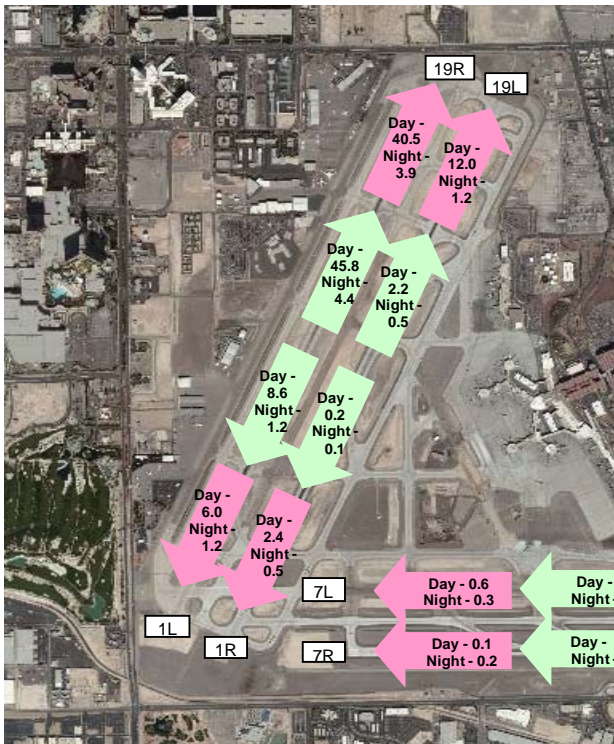 19R
19L
Day -
40.5
Night -
3.9
Day -
12.0
Night -
1.2
Day -
45.8
Night -
4.4
Day -
2.2
Night -
0.5
Day -
8.6
Night -
1.2
Day -
0.2
Night -
0.1
Day -
6.0
Night -
1.2
Day -
2.4
Night -
0.5
7L
Day - 0.6
Night - 0.3
Day -
Night -
1L
1R
7R
Day - 0.1
Night - 0.2
Day -
Night -